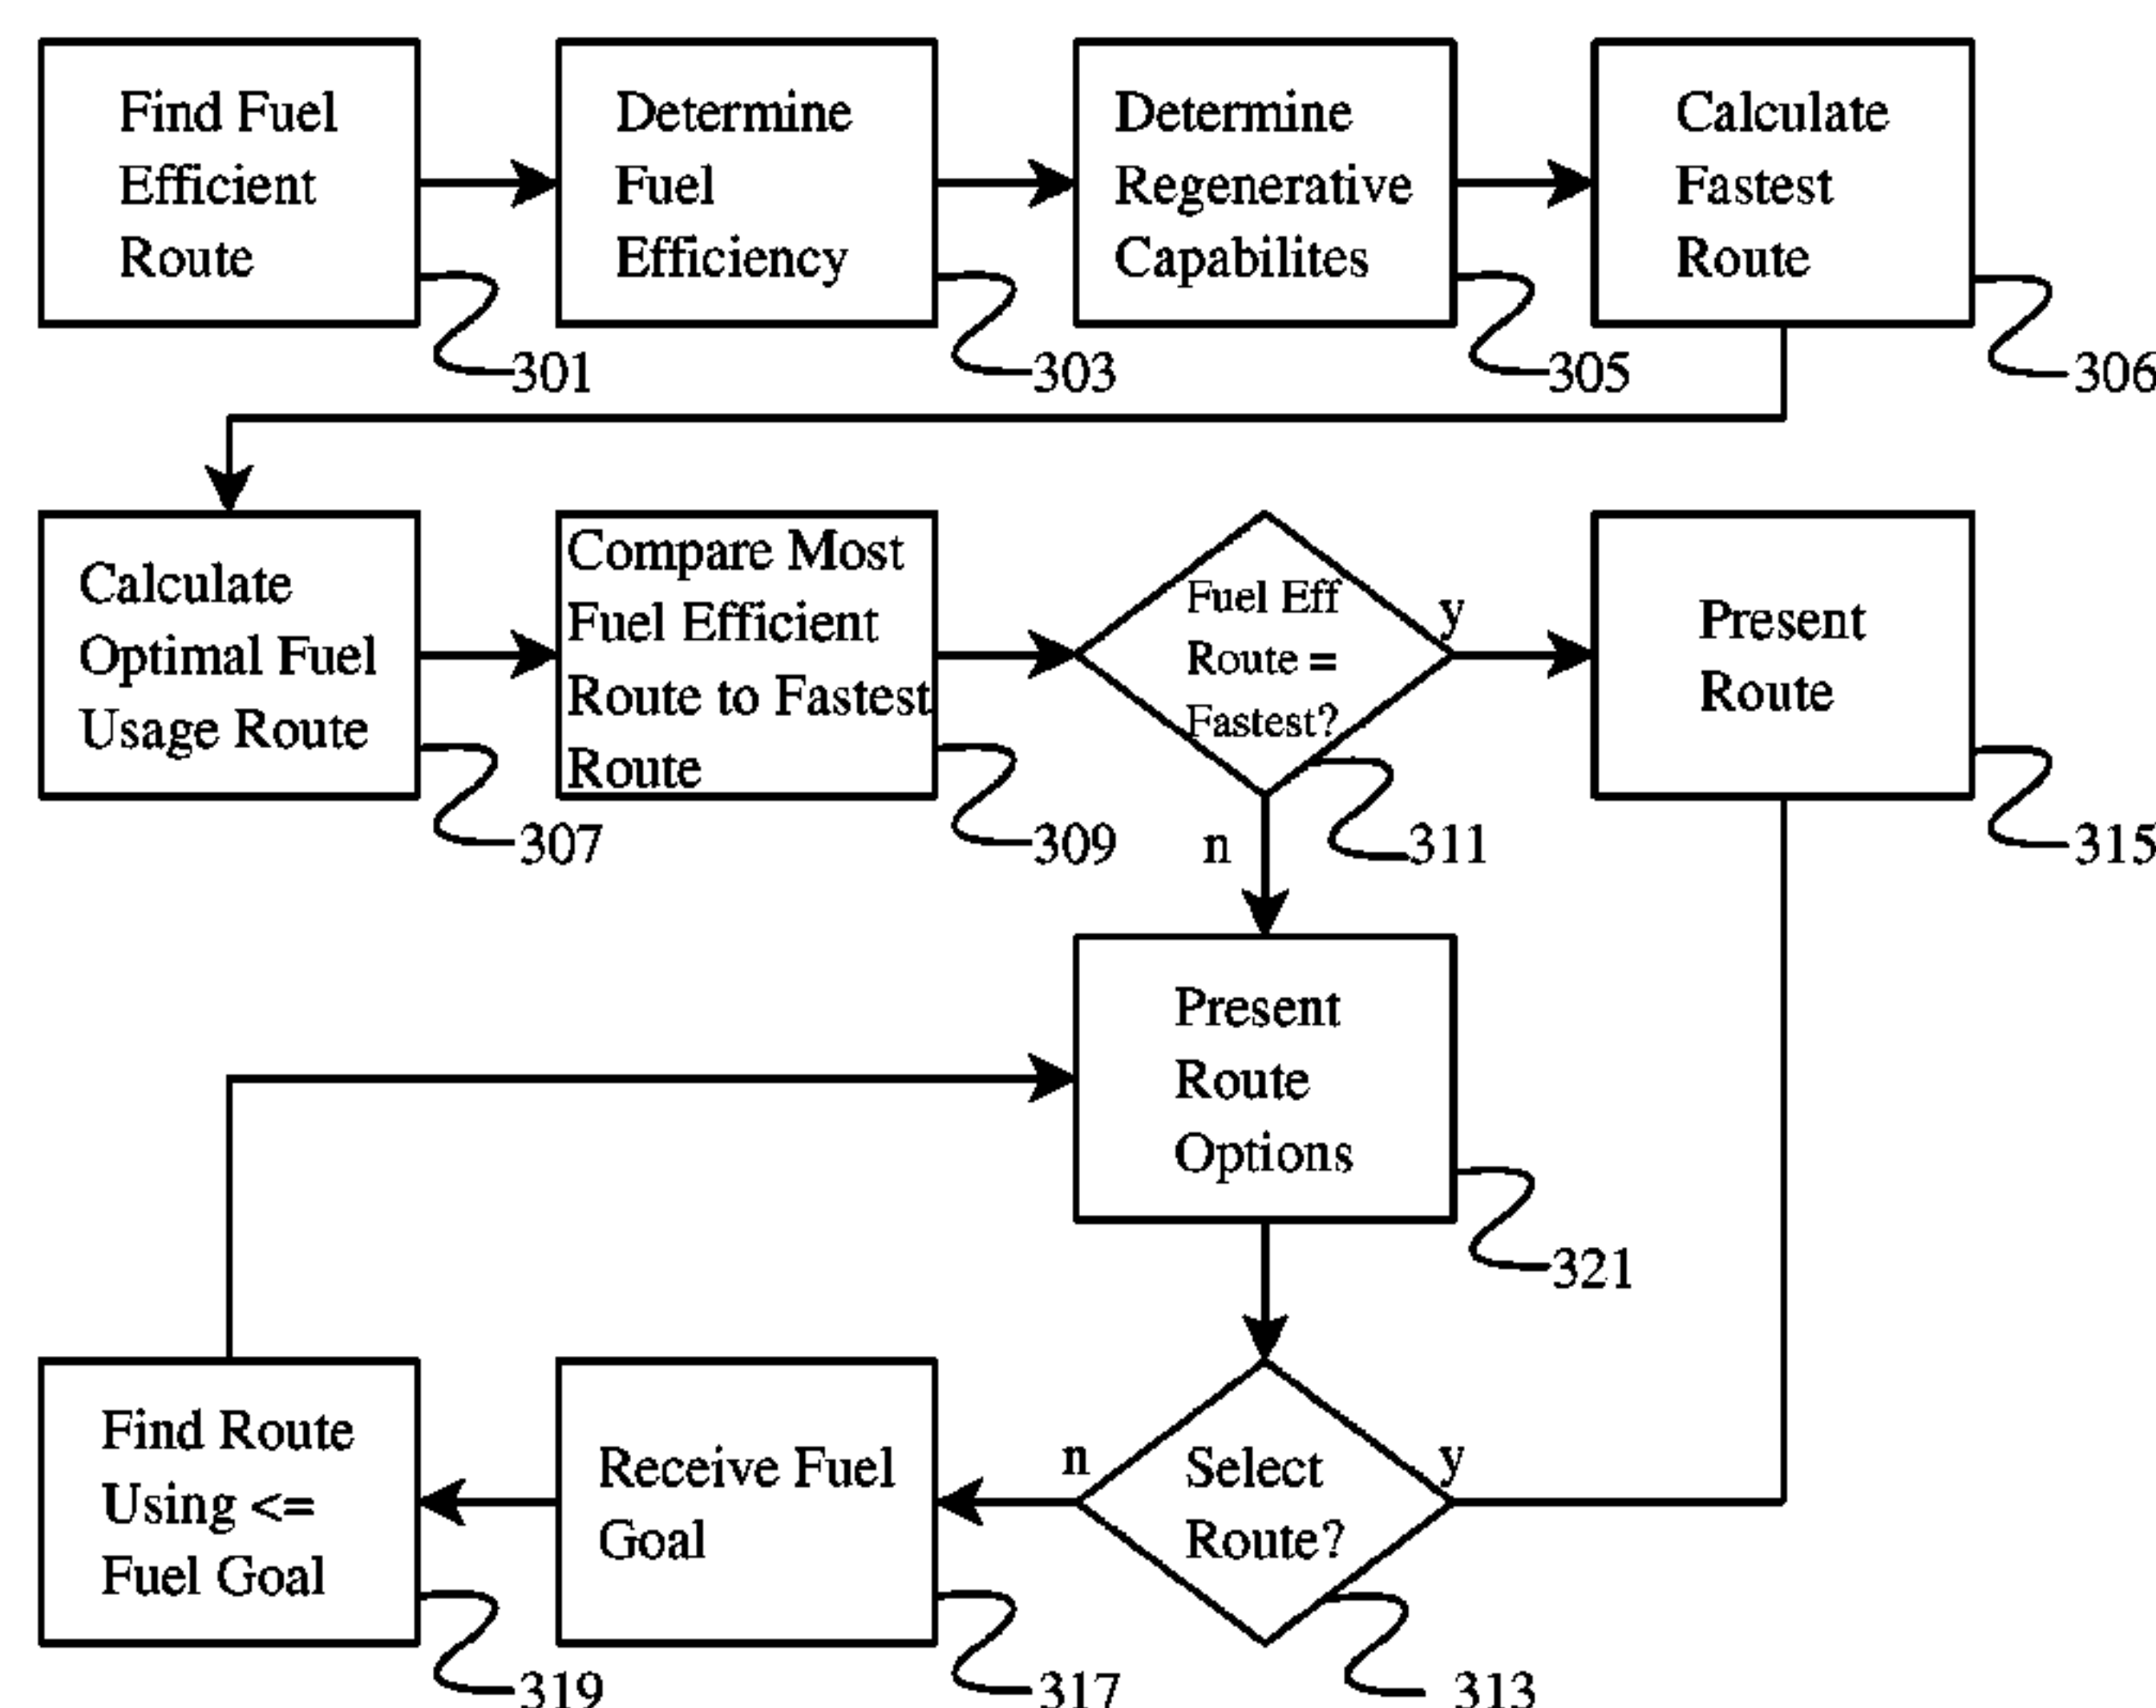 Find Fuel
Efficient
Route
301
Determine
Fuel
Efficiency
303
Determine
Regenerative
Capabilites
305
Calculate
Fastest
Route
306
Calculate
Optimal Fuel
Usage Route
307
Compare Most
Fuel Efficient
Route to Fastest
Route
309
Fuel Eff
Route =
Fastest?
y
n
311
Present
Route
315
Present
Route
Options
321
Select
Route?
y
n
313
Receive Fuel
Goal
317
Find Route
Using <=
Fuel Goal
319